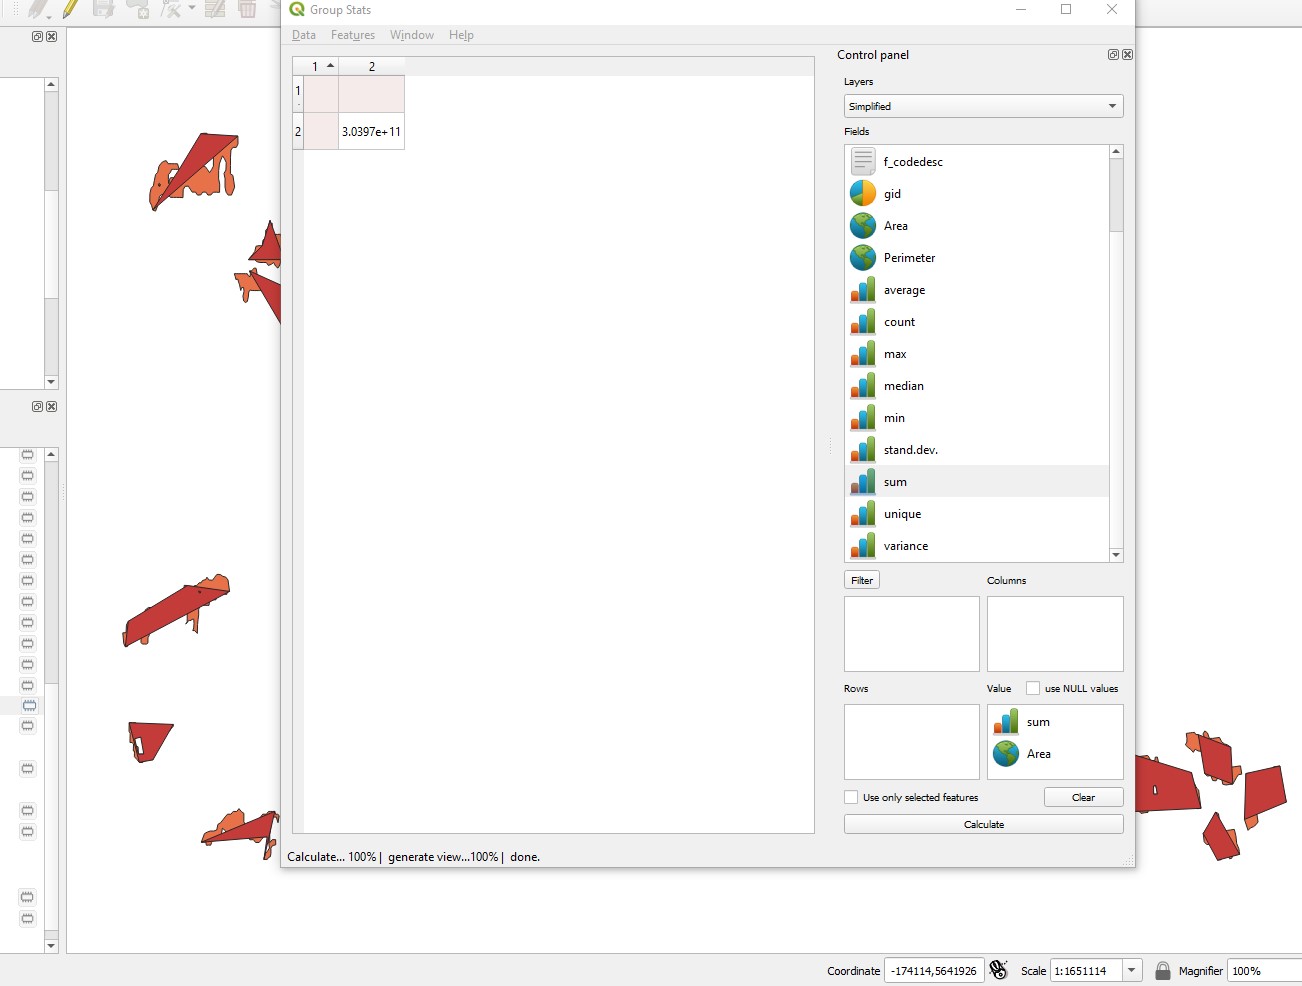 Group Stats
Data Features Window Help
1 2
1
2 3.0397e+11
Control panel
Layers
Simplified
Fields
f_codedesc
gid
Area
Perimeter
average
count
max
median
min
stand.dev.
sum
unique
variance
Filter Columns
Rows Value use NULL values
sum
Area
Use only selected features Clear
Calculate
Calculate... 100% | generate view...100% | done.
Coordinate -174114,5641926 Scale 1:1651114 Magnifier 100%